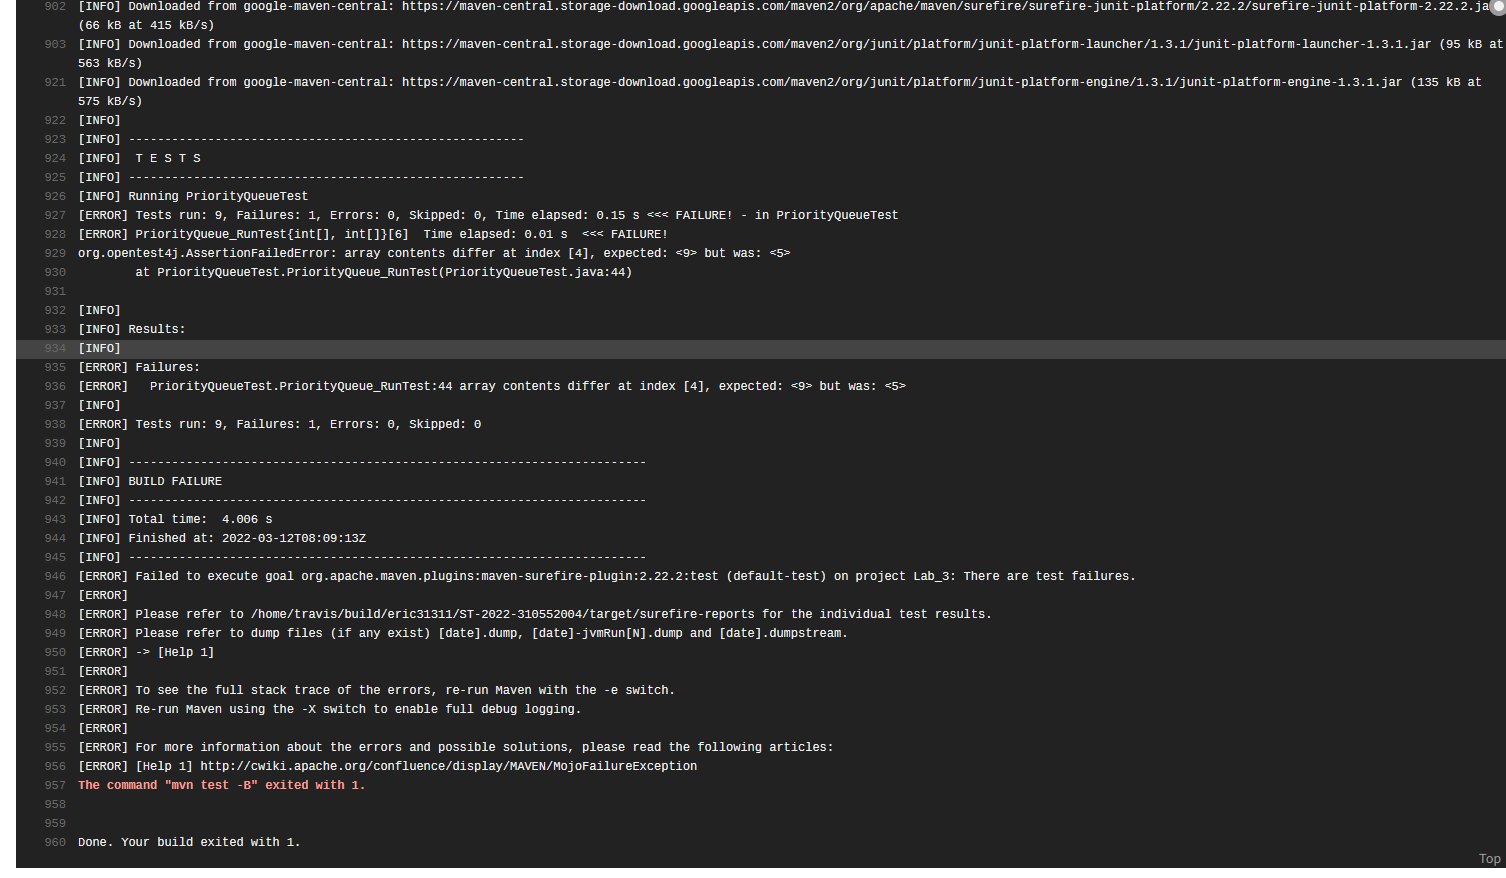 902 [INFO] Downloaded from google-maven-central: https://maven-central.storage-download.googleapis.com/maven2/org/apache/maven/surefire/surefire-junit-platform/2.22.2/surefire-junit-platform-2.22.2.ja
(66 kB at 415 kB/s)
903 [INFO] Downloaded from google-maven-central: https://maven-central.storage-download.googleapis.com/maven2/org/junit/platform/junit-platform-launcher/1.3.1/junit-platform-launcher-1.3.1.jar (95 kB at
563 kB/s)
921 [INFO] Downloaded from google-maven-central: https://maven-central.storage-download.googleapis.com/maven2/org/junit/platform/junit-platform-engine/1.3.1/junit-platform-engine-1.3.1.jar (135 kB at
575 kB/s)
922 [INFO]
923 [INFO] -------------------------------------------------------
924 [INFO]  T E S T S
925 [INFO] -------------------------------------------------------
926 [INFO] Running PriorityQueueTest
927 [ERROR] Tests run: 9, Failures: 1, Errors: 0, Skipped: 0, Time elapsed: 0.15 s <<< FAILURE! - in PriorityQueueTest
928 [ERROR] PriorityQueue_RunTest{int[], int[]}[6]  Time elapsed: 0.01 s  <<< FAILURE!
929 org.opentest4j.AssertionFailedError: array contents differ at index [4], expected: <9> but was: <5>
930 at PriorityQueueTest.PriorityQueue_RunTest(PriorityQueueTest.java:44)
931
932 [INFO]
933 [INFO] Results:
934 [INFO]
935 [ERROR] Failures:
936 [ERROR]   PriorityQueueTest.PriorityQueue_RunTest:44 array contents differ at index [4], expected: <9> but was: <5>
937 [INFO]
938 [ERROR] Tests run: 9, Failures: 1, Errors: 0, Skipped: 0
939 [INFO]
940 [INFO] ------------------------------------------------------------------------
941 [INFO] BUILD FAILURE
942 [INFO] ------------------------------------------------------------------------
943 [INFO] Total time:  4.006 s
944 [INFO] Finished at: 2022-03-12T08:09:13Z
945 [INFO] ------------------------------------------------------------------------
946 [ERROR] Failed to execute goal org.apache.maven.plugins:maven-surefire-plugin:2.22.2:test (default-test) on project Lab_3: There are test failures.
947 [ERROR]
948 [ERROR] Please refer to /home/travis/build/eric31311/ST-2022-310552004/target/surefire-reports for the individual test results.
949 [ERROR] Please refer to dump files (if any exist) [date].dump, [date]-jvmRun[N].dump and [date].dumpstream.
950 [ERROR] -> [Help 1]
951 [ERROR]
952 [ERROR] To see the full stack trace of the errors, re-run Maven with the -e switch.
953 [ERROR] Re-run Maven using the -X switch to enable full debug logging.
954 [ERROR]
955 [ERROR] For more information about the errors and possible solutions, please read the following articles:
956 [ERROR] [Help 1] http://cwiki.apache.org/confluence/display/MAVEN/MojoFailureException
957 The command "mvn test -B" exited with 1.
958
959
960 Done. Your build exited with 1.
Top